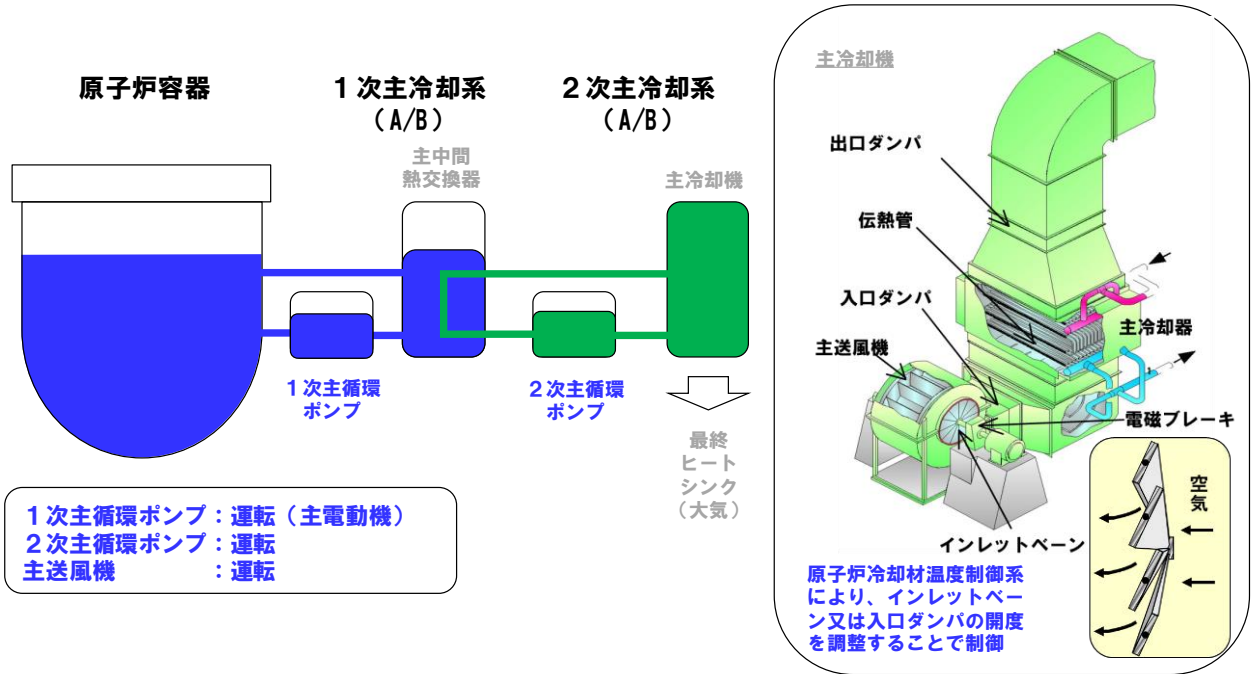 原子炉容器
1次主冷却系
(A/B)
2次主冷却系
(A/B)
主中間
熱交換器
主冷却機
1次主循環
ポンプ
2次主循環
ポンプ
最終
ヒート
シンク
(大気)
1次主循環ポンプ:運転(主電動機)
2次主循環ポンプ:運転
主送風機 :運転
主冷却機
出口ダンパ
伝熱管
入口ダンパ
主冷却器
主送風機
電磁ブレーキ
インレットベーン
空気
原子炉冷却材温度制御系
により、インレットベー
ン又は入口ダンパの開度
を調整することで制御